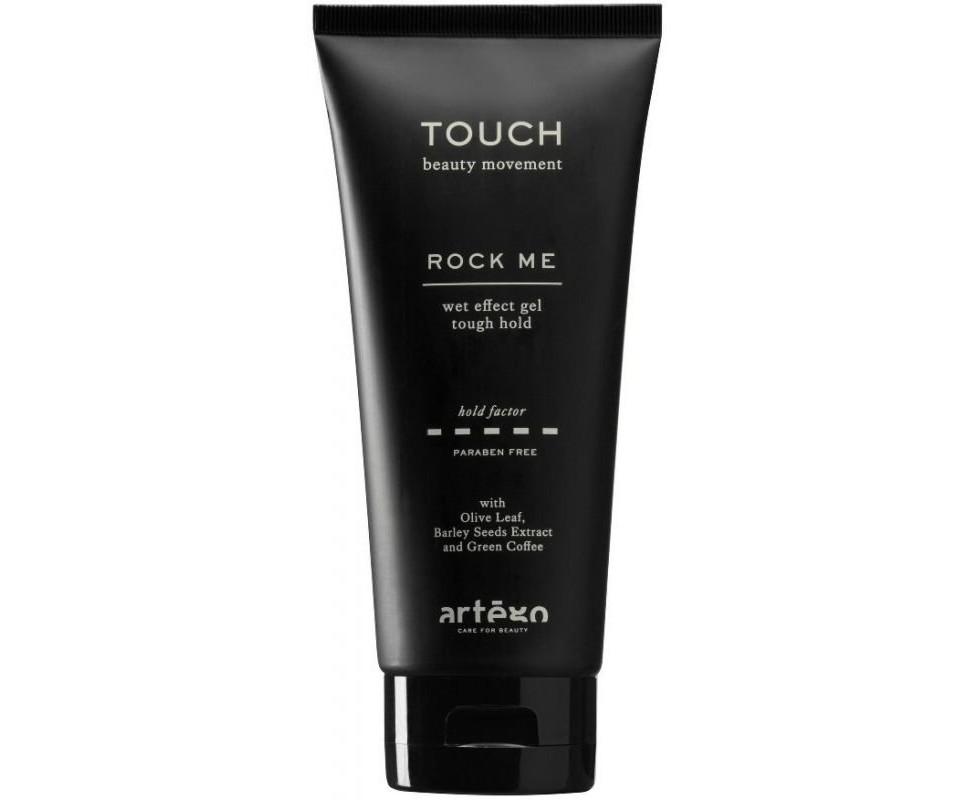 TOUCH
beauty movement
ROCK ME
wet effect gel
tough hold
hold factor
PARABEN FREE
with
Olive Leaf,
Barley Seeds Extract
and Green Coffee
artēgo
CARE FOR BEAUTY